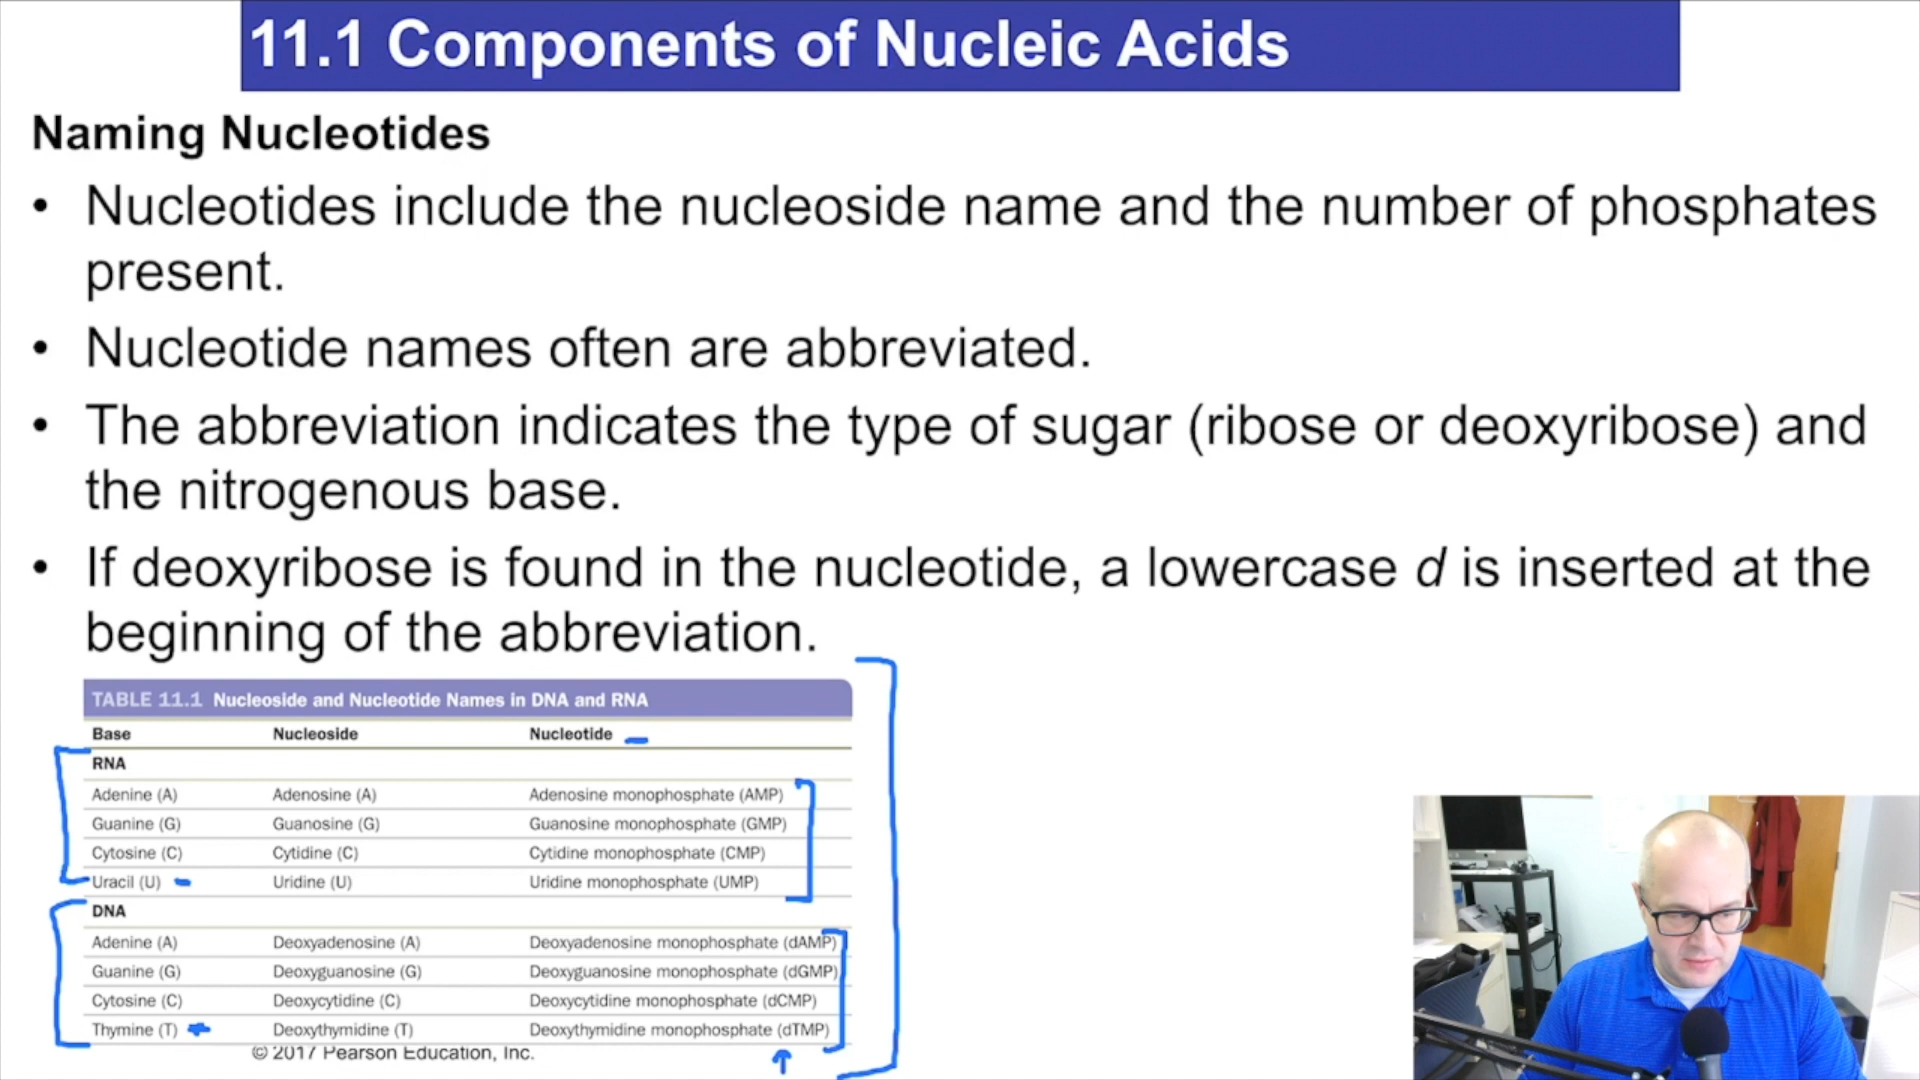 11.1 Components of Nucleic Acids
Naming Nucleotides
• Nucleotides include the nucleoside name and the number of phosphates
present.
• Nucleotide names often are abbreviated.
• The abbreviation indicates the type of sugar (ribose or deoxyribose) and
the nitrogenous base.
• If deoxyribose is found in the nucleotide, a lowercase d is inserted at the
beginning of the abbreviation.
TABLE 11.1 Nucleoside and Nucleotide Names in DNA and RNA
Base Nucleoside Nucleotide
RNA
Adenine (A) Adenosine (A) Adenosine monophosphate (AMP)
Guanine (G) Guanosine (G) Guanosine monophosphate (GMP)
Cytosine (C) Cytidine (C) Cytidine monophosphate (CMP)
Uracil (U) Uridine (U) Uridine monophosphate (UMP)
DNA
Adenine (A) Deoxyadenosine (A) Deoxyadenosine monophosphate (dAMP)
Guanine (G) Deoxyguanosine (G) Deoxyguanosine monophosphate (dGMP)
Cytosine (C) Deoxycytidine (C) Deoxycytidine monophosphate (dCMP)
Thymine (T) Deoxythymidine (T) Deoxythymidine monophosphate (dTMP)
© 2017 Pearson Education, Inc.